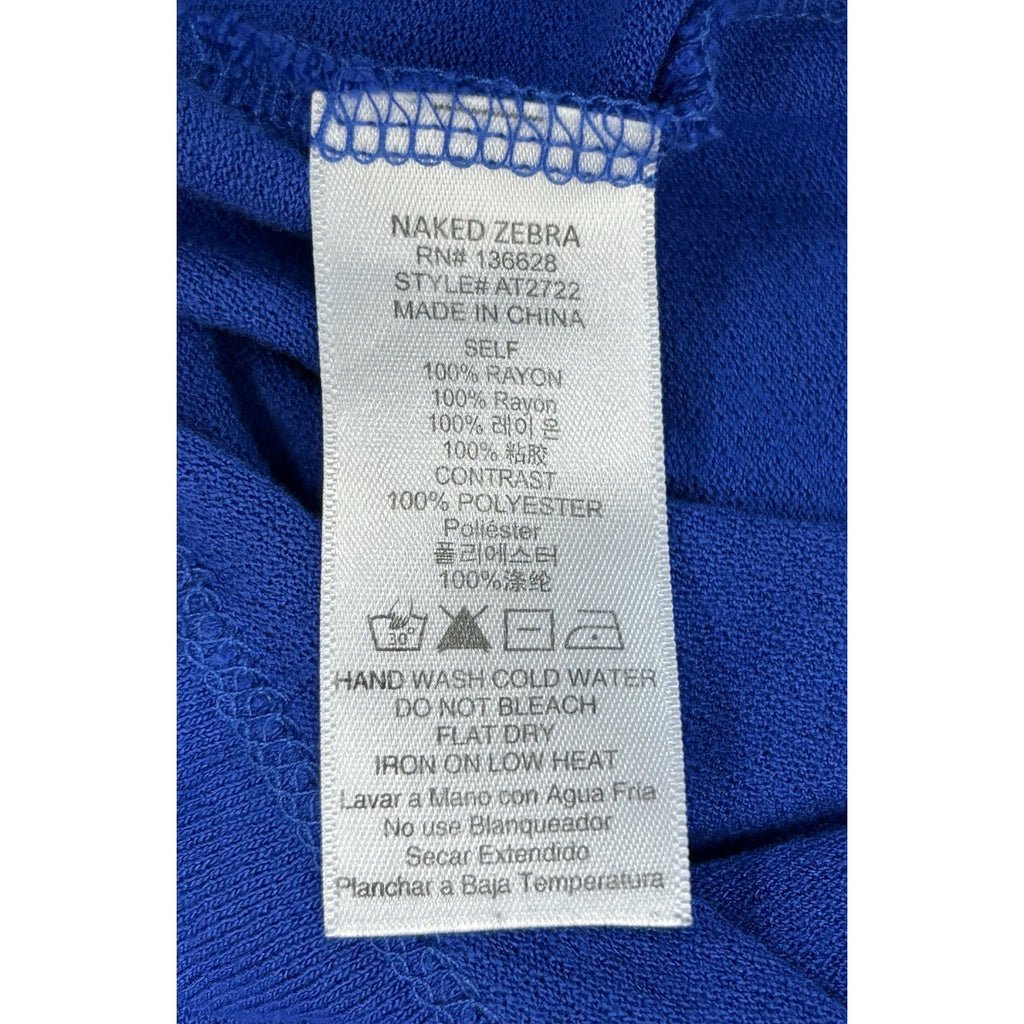 NAKED ZEBRA
RN# 136628
STYLE# AT2722
MADE IN CHINA
SELF
100% RAYON
100% Rayon
100% 레이온
100% 粘胶
CONTRAST
100% POLYESTER
Poliéster
폴리에스터
100%涤纶
30°
HAND WASH COLD WATER
DO NOT BLEACH
FLAT DRY
IRON ON LOW HEAT
Lavar a Mano con Agua Fría
No use Blanqueador
Secar Extendido
Planchar a Baja Temperatura